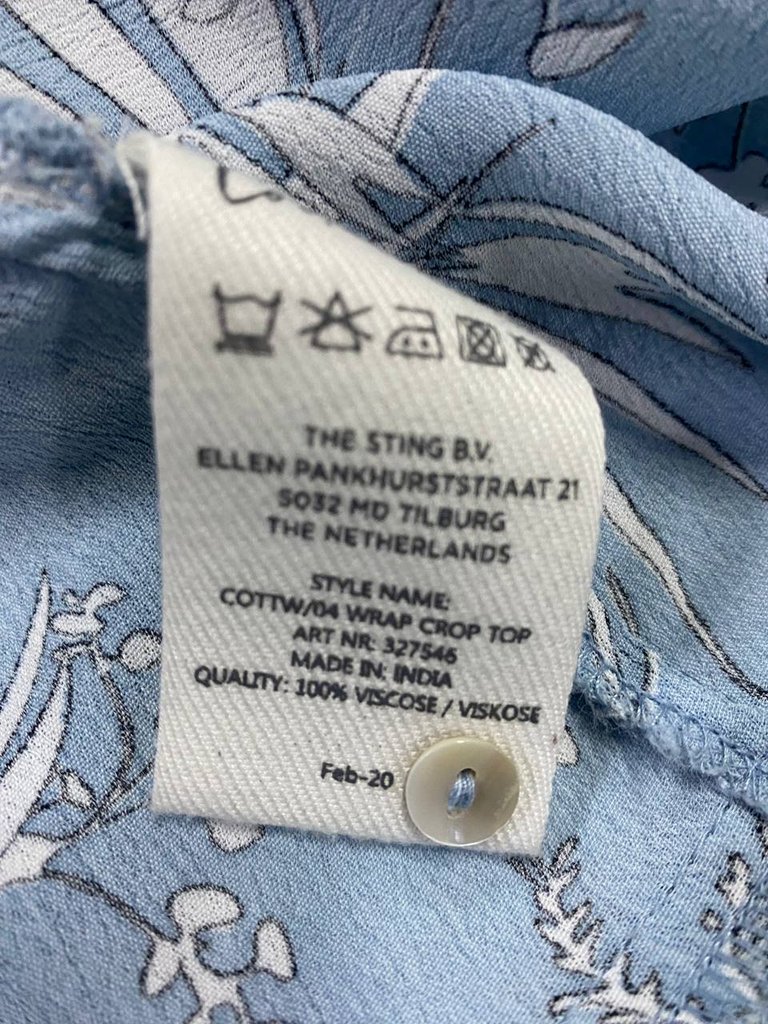 THE STING B.V.
ELLEN PANKHURSTSTRAAT 21
5032 MD TILBURG
THE NETHERLANDS
STYLE NAME:
COTTW/04 WRAP CROP TOP
ART NR: 327546
MADE IN: INDIA
QUALITY: 100% VISCOSE / VISKOSE
Feb-20